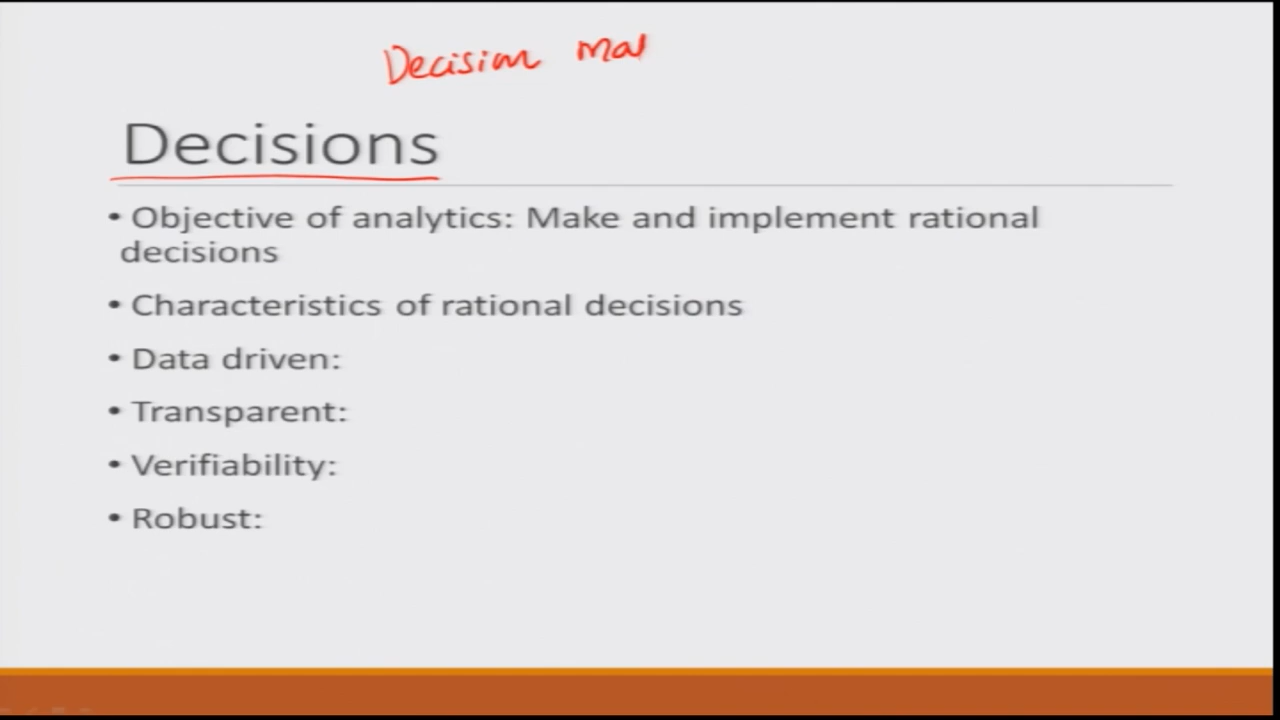 Decision mak
Decisions
• Objective of analytics: Make and implement rational
decisions
• Characteristics of rational decisions
• Data driven:
• Transparent:
• Verifiability:
• Robust: